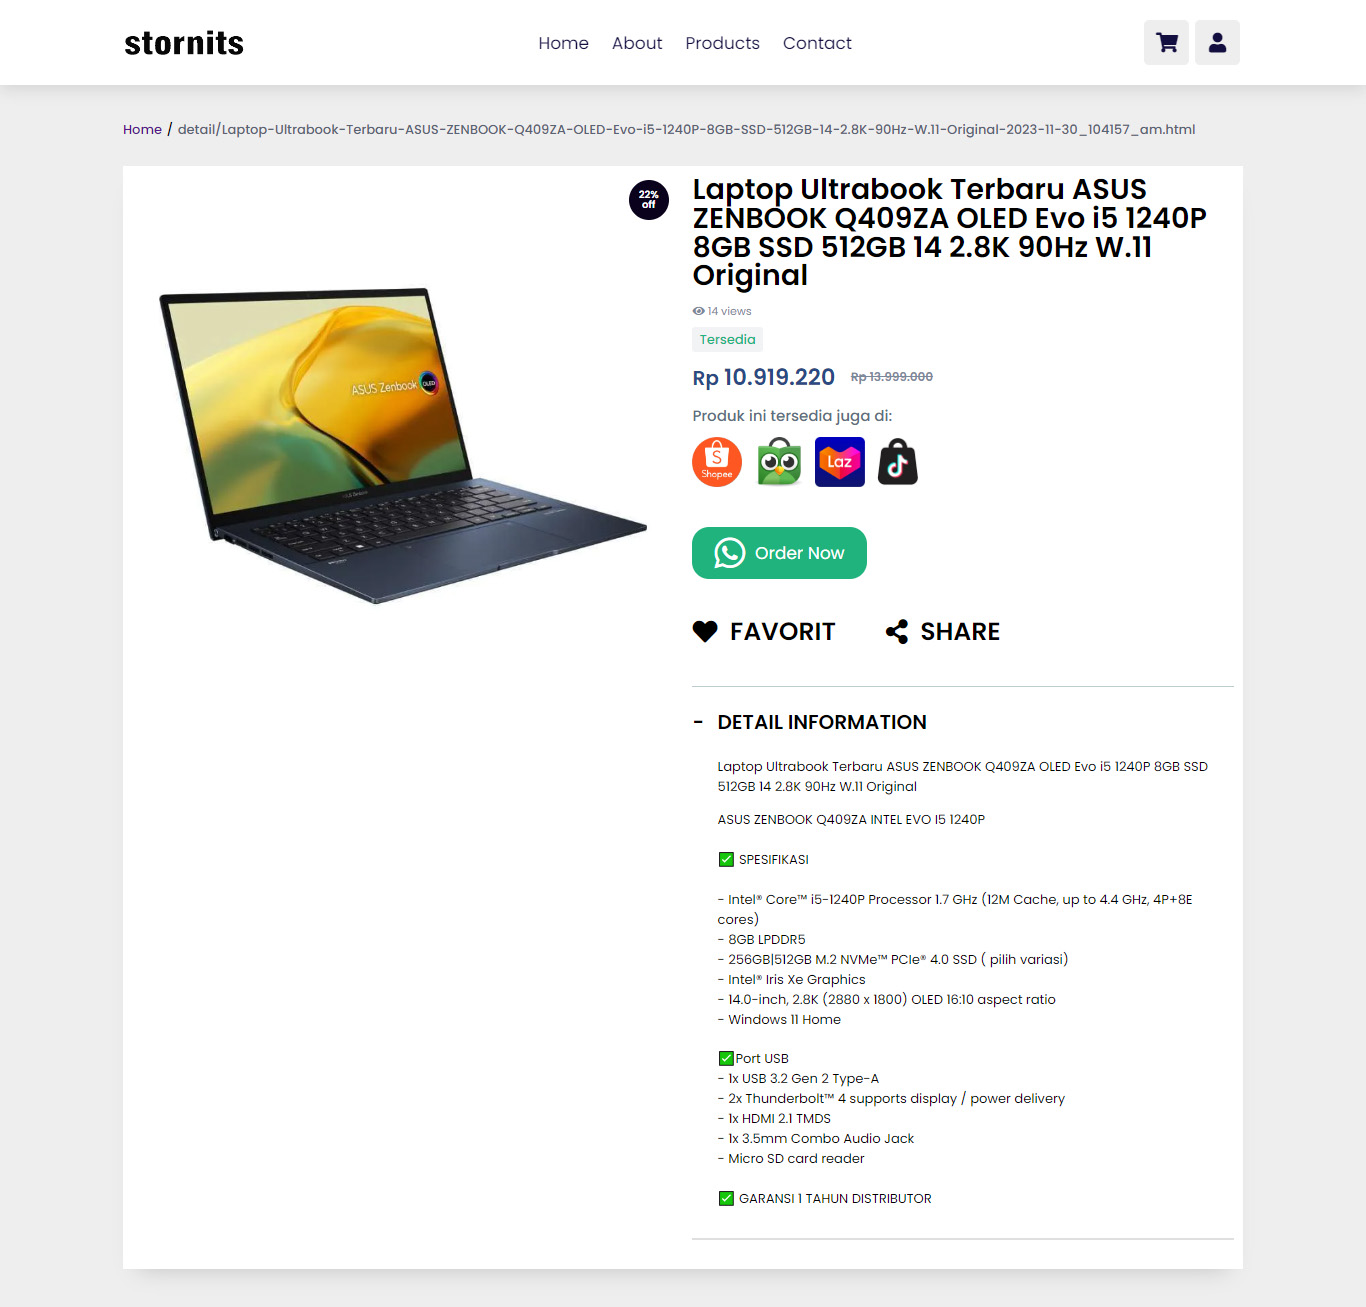 stornits
Home About Products Contact
Home / detail/Laptop-Ultrabook-Terbaru-ASUS-ZENBOOK-Q409ZA-OLED-Evo-i5-1240P-8GB-SSD-512GB-14-2.8K-90Hz-W.11-Original-2023-11-30_104157_am.html
22%
off
ASUS Zenbook OLED
Laptop Ultrabook Terbaru ASUS
ZENBOOK Q409ZA OLED Evo i5 1240P
8GB SSD 512GB 14 2.8K 90Hz W.11
Original
14 views
Tersedia
Rp 10.919.220 Rp 13.999.000
Produk ini tersedia juga di:
S
Shopee
Laz
Order Now
FAVORIT SHARE
- DETAIL INFORMATION
Laptop Ultrabook Terbaru ASUS ZENBOOK Q409ZA OLED Evo i5 1240P 8GB SSD
512GB 14 2.8K 90Hz W.11 Original
ASUS ZENBOOK Q409ZA INTEL EVO I5 1240P
✅ SPESIFIKASI
- Intel® Core™ i5-1240P Processor 1.7 GHz (12M Cache, up to 4.4 GHz, 4P+8E
cores)
- 8GB LPDDR5
- 256GB|512GB M.2 NVMe™ PCIe® 4.0 SSD ( pilih variasi)
- Intel® Iris Xe Graphics
- 14.0-inch, 2.8K (2880 x 1800) OLED 16:10 aspect ratio
- Windows 11 Home
✅Port USB
- 1x USB 3.2 Gen 2 Type-A
- 2x Thunderbolt™ 4 supports display / power delivery
- 1x HDMI 2.1 TMDS
- 1x 3.5mm Combo Audio Jack
- Micro SD card reader
✅ GARANSI 1 TAHUN DISTRIBUTOR